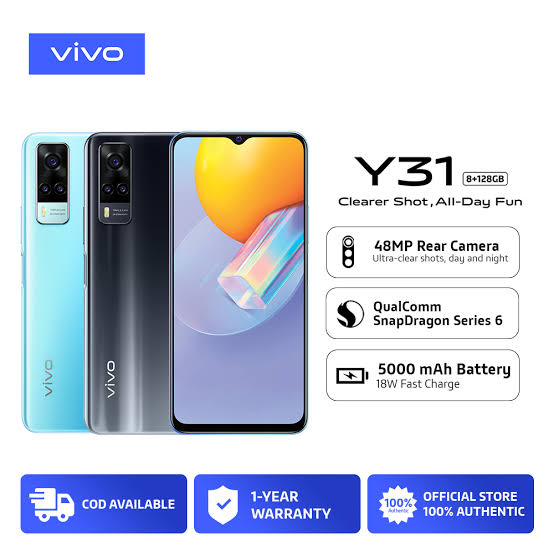 vivo
Y31 8+128GB
Clearer Shot, All-Day Fun
48MP Rear Camera
Ultra-clear shots, day and night
QualComm
SnapDragon Series 6
5000 mAh Battery
18W Fast Charge
vivo
vivo
COD AVAILABLE
1-YEAR
WARRANTY
100%
Authentic
OFFICIAL STORE
100% AUTHENTIC